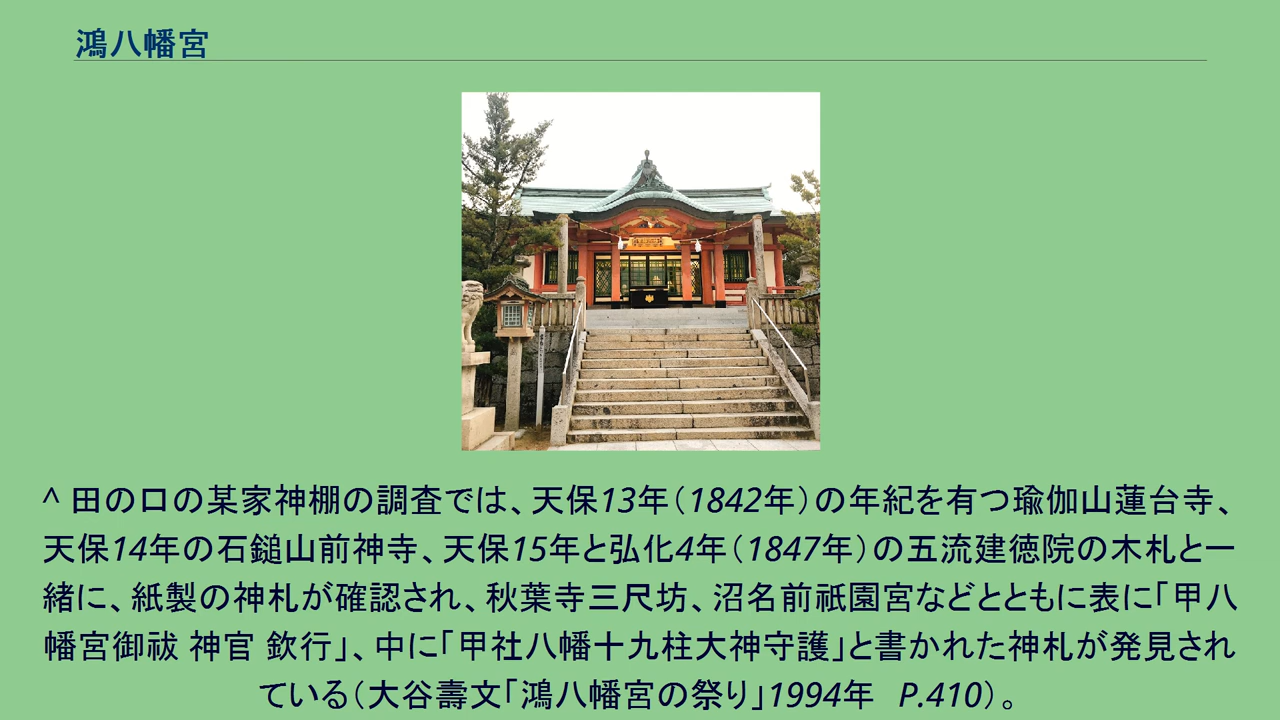 鴻八幡宮
^ 田の口の某家神棚の調査では、天保13年（1842年）の年紀を有つ瑜伽山蓮台寺、
天保14年の石鎚山前神寺、天保15年と弘化4年（1847年）の五流建徳院の木札と一
緒に、紙製の神札が確認され、秋葉寺三尺坊、沼名前祇園宮などとともに表に「甲八
幡宮御祓 神官 欽行」、中に「甲社八幡十九柱大神守護」と書かれた神札が発見され
ている（大谷壽文「鴻八幡宮の祭り」1994年　P.410）。